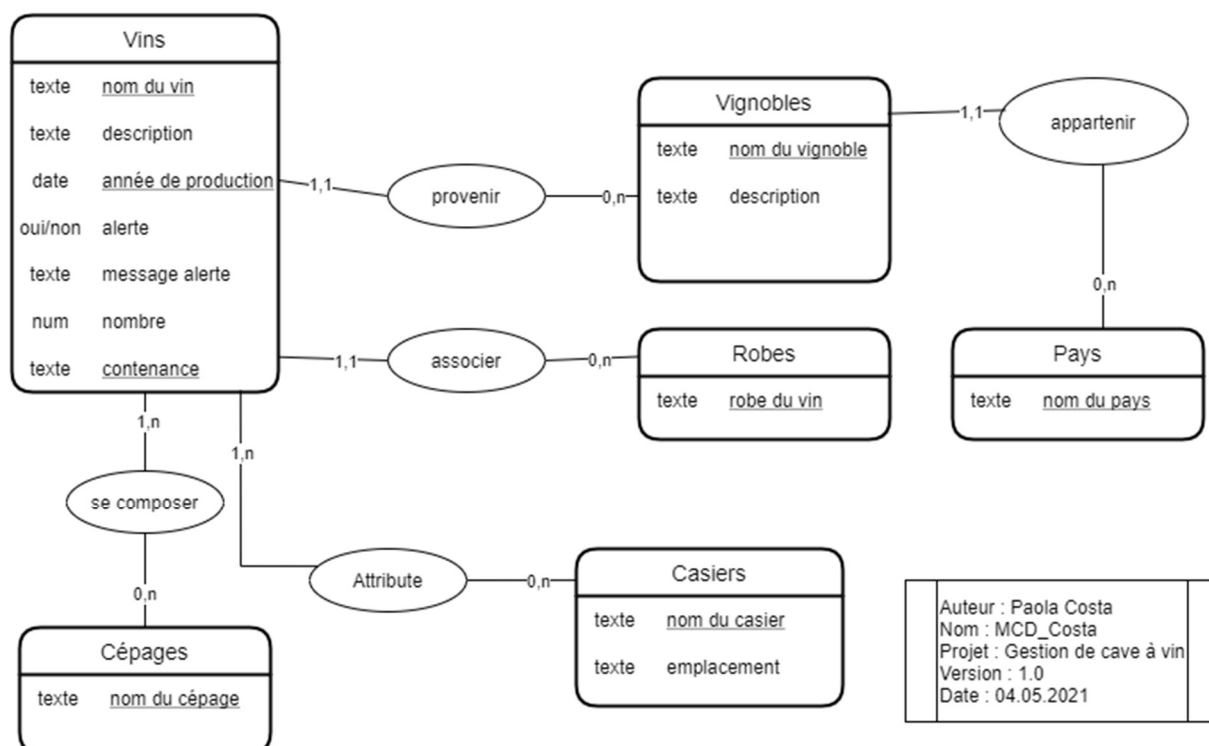 Vins
texte nom du vin
texte description
date année de production
oui/non alerte
texte message alerte
num nombre
texte contenance
1,1
provenir
0,n
Vignobles
texte nom du vignoble
texte description
1,1
appartenir
0,n
Pays
texte nom du pays
1,1
associer
0,n
Robes
texte robe du vin
1,n
se composer
0,n
Cépages
texte nom du cépage
1,n
Attribute
0,n
Casiers
texte nom du casier
texte emplacement
Auteur : Paola Costa
Nom : MCD_Costa
Projet : Gestion de cave à vin
Version : 1.0
Date : 04.05.2021